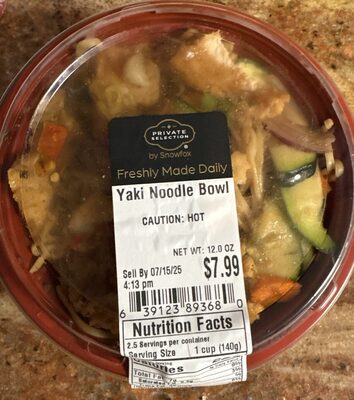 PRIVATE
SELECTION
by Snowfox
Freshly Made Daily
Yaki Noodle Bowl
CAUTION: HOT
NET WT: 12.0 OZ
Sell By 07/15/25 $7.99
4:13 pm
6 39123 89368 0
Nutrition Facts
2.5 Servings per container
Serving Size 1 cup (140g)